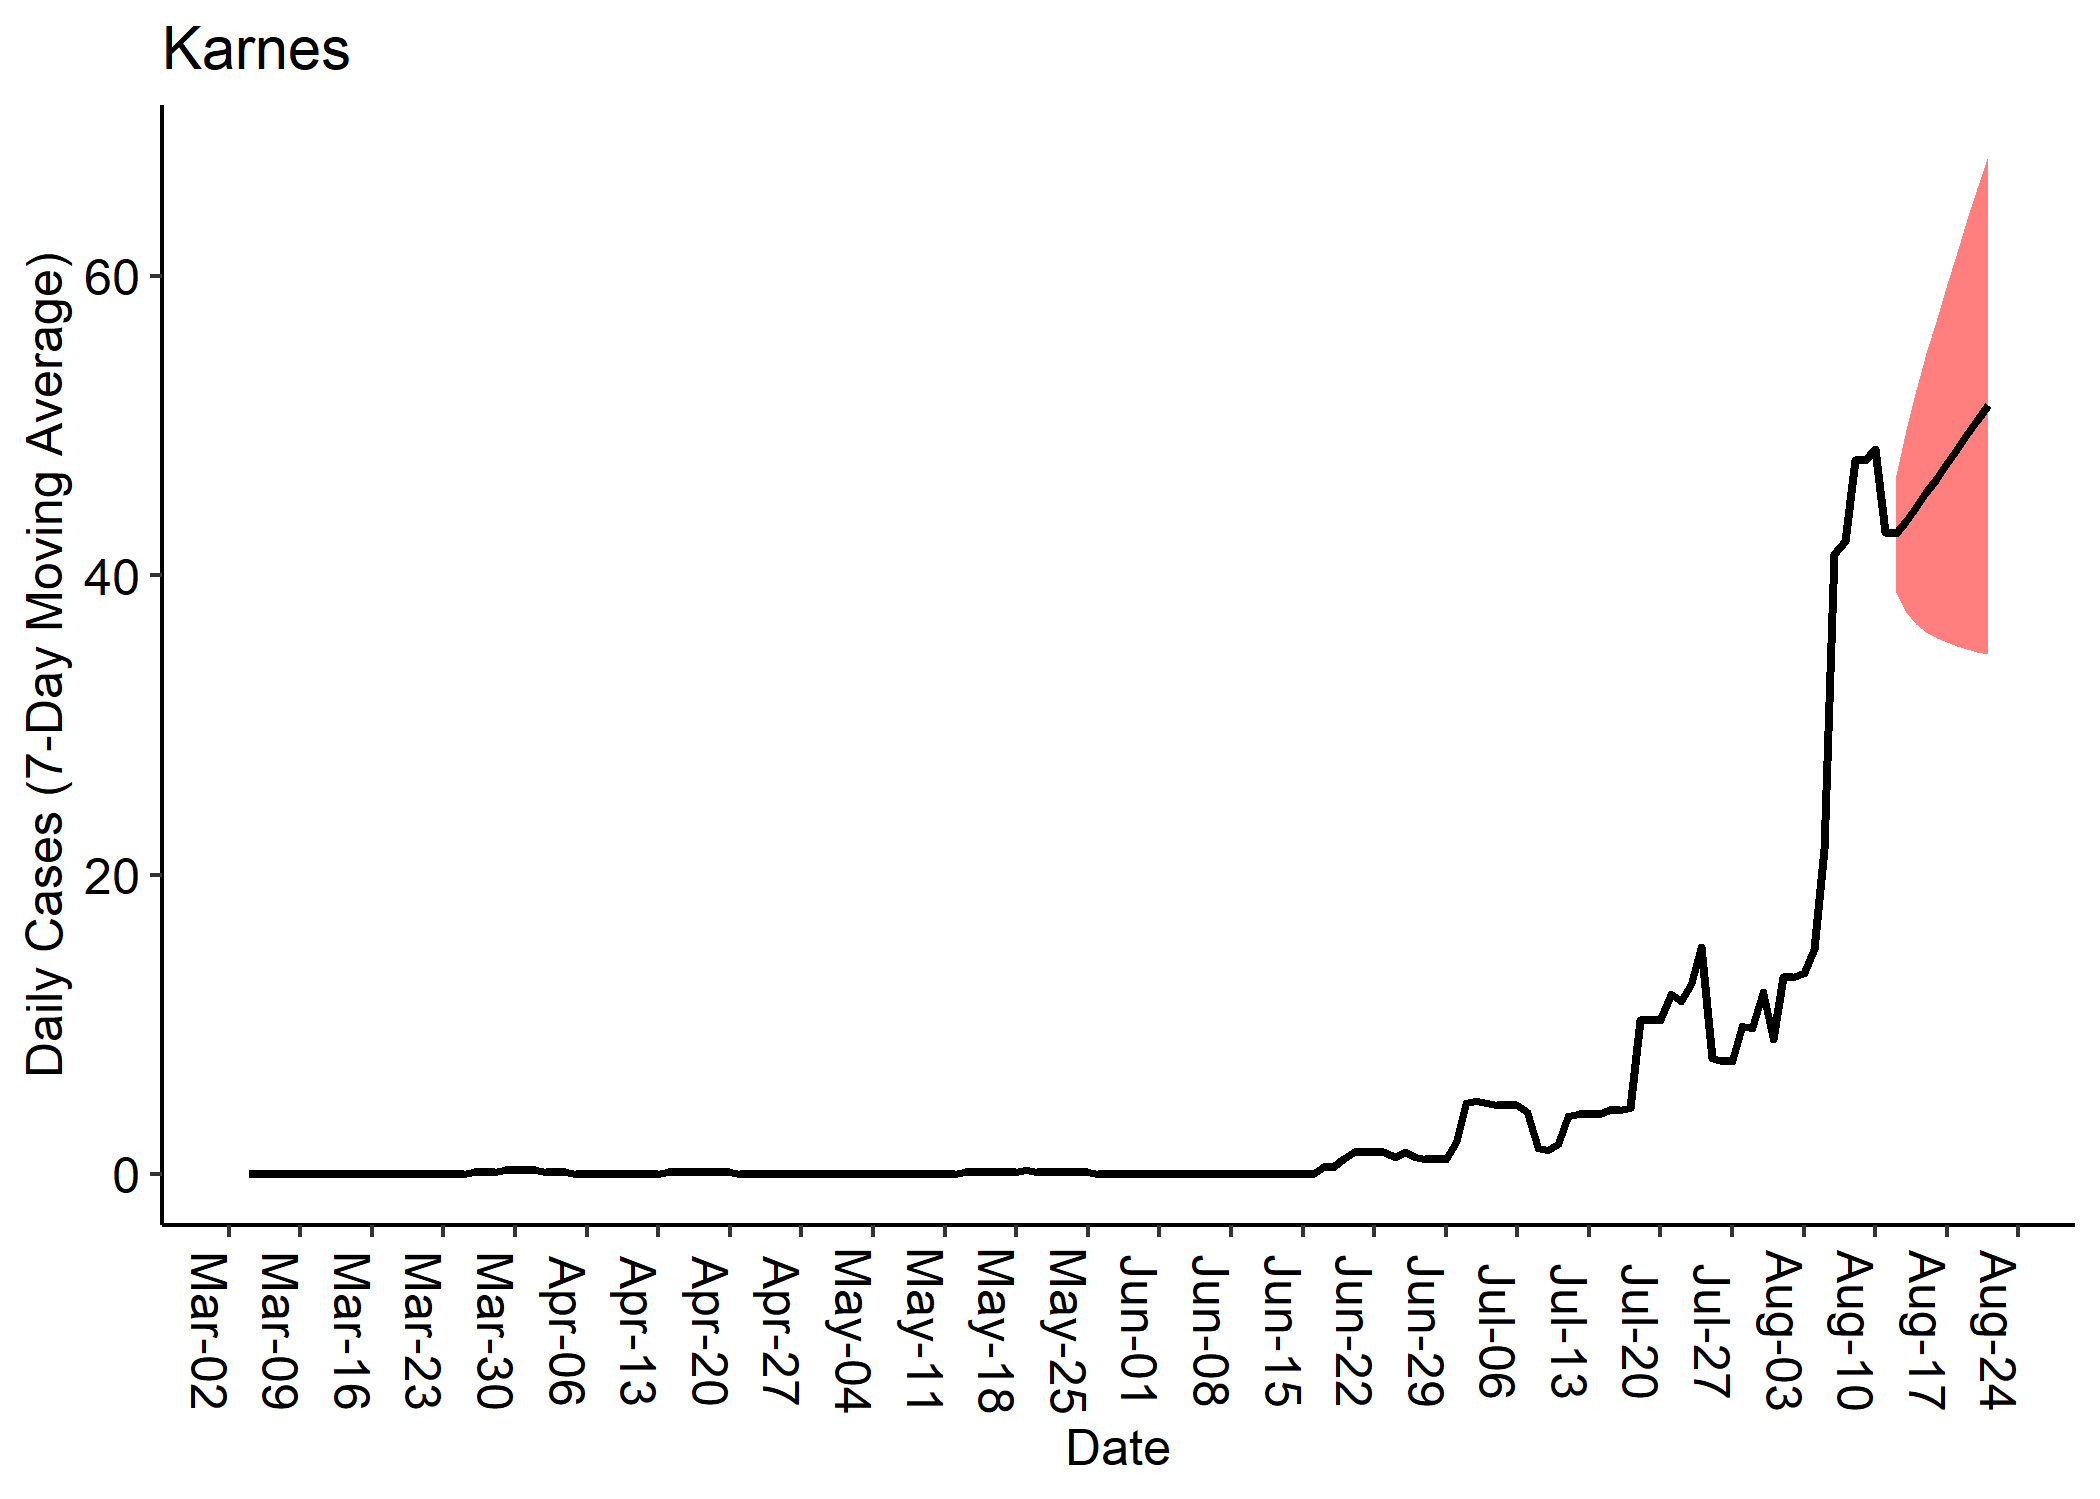 Karnes
Daily Cases (7-Day Moving Average)
60
40
20
0
Mar-02
Mar-09
Mar-16
Mar-23
Mar-30
Apr-06
Apr-13
Apr-20
Apr-27
May-04
May-11
May-18
May-25
Jun-01
Jun-08
Jun-15
Jun-22
Jun-29
Jul-06
Jul-13
Jul-20
Jul-27
Aug-03
Aug-10
Aug-17
Aug-24
Date